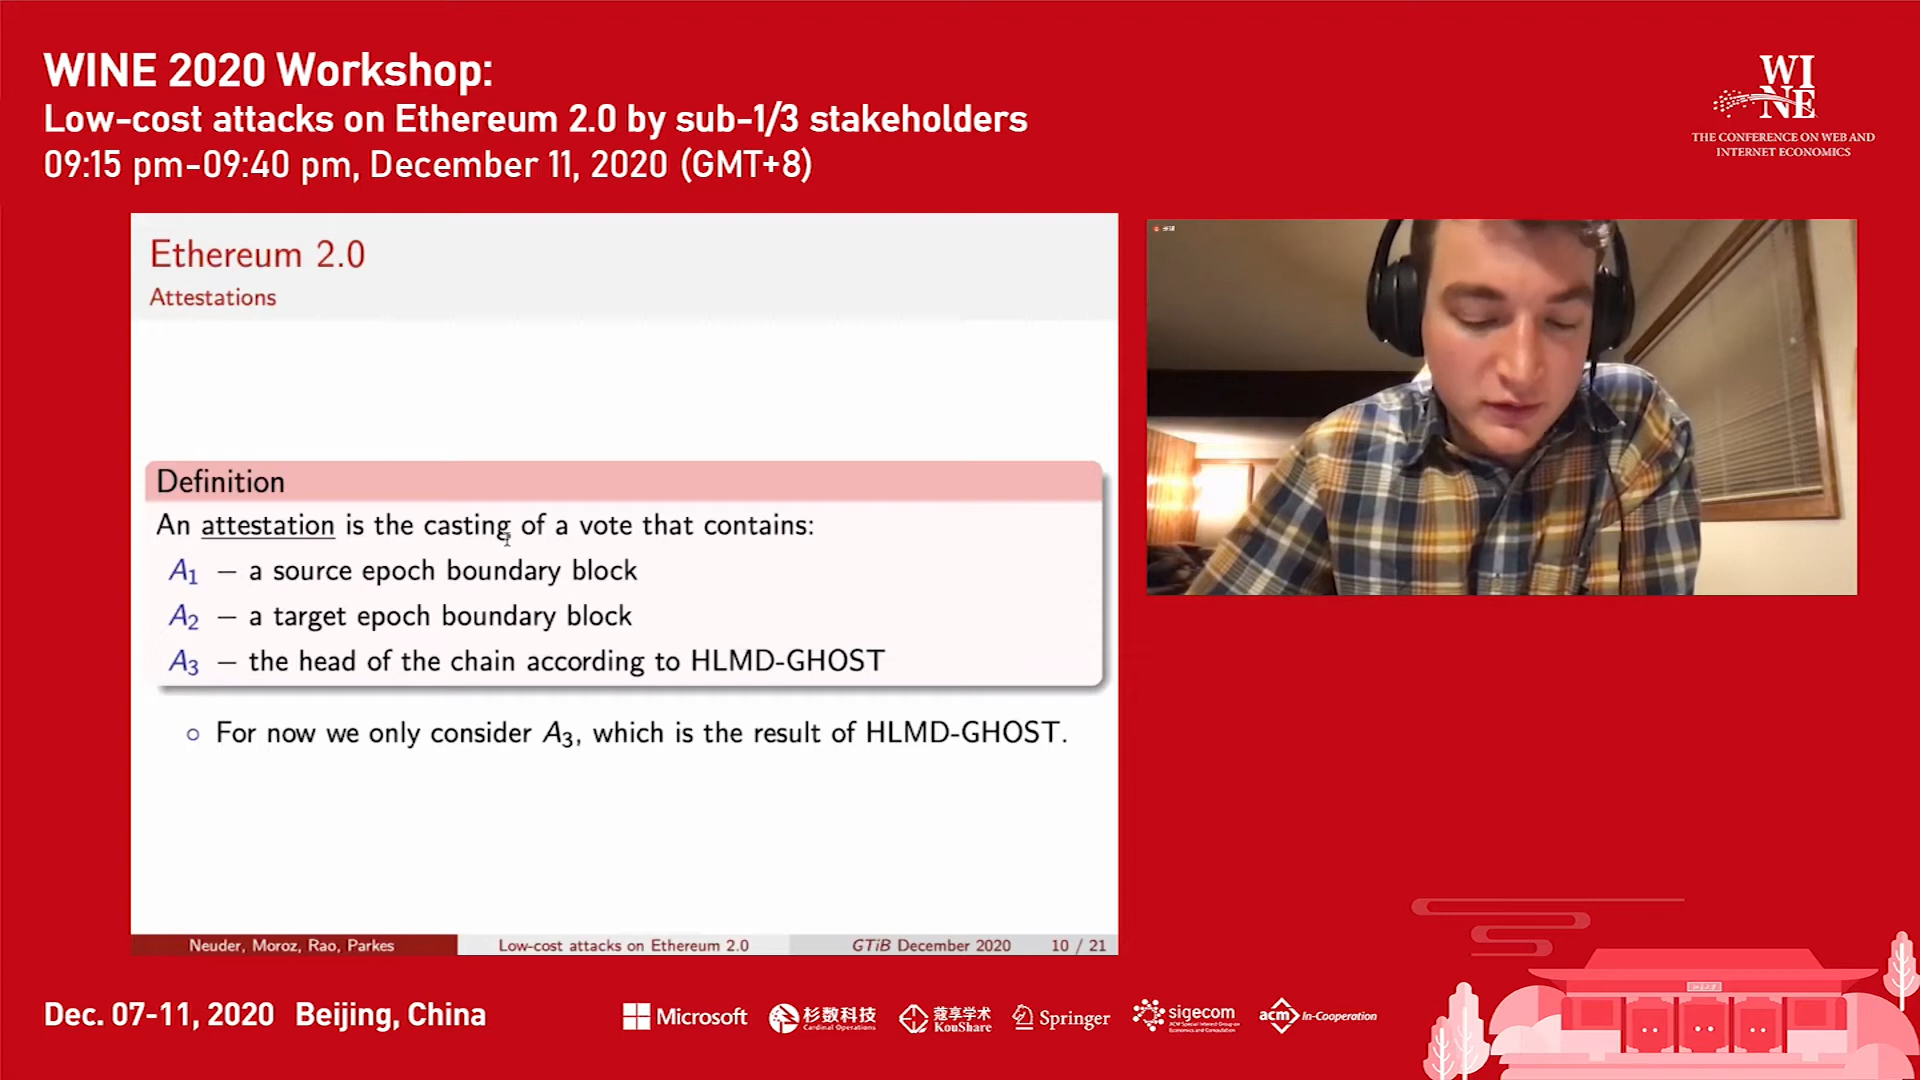 WINE 2020 Workshop:
Low-cost attacks on Ethereum 2.0 by sub-1/3 stakeholders
09:15 pm-09:40 pm, December 11, 2020 (GMT+8)
WI
NE
THE CONFERENCE ON WEB AND
INTERNET ECONOMICS
Ethereum 2.0
Attestations
Definition
An attestation is the casting of a vote that contains:
A1 – a source epoch boundary block
A2 – a target epoch boundary block
A3 – the head of the chain according to HLMD-GHOST
○ For now we only consider A3, which is the result of HLMD-GHOST.
Neuder, Moroz, Rao, Parkes Low-cost attacks on Ethereum 2.0 GTiB December 2020 10 / 21
Dec. 07-11, 2020 Beijing, China
Microsoft
杉数科技
Cardinal Operations
蔻享学术
KouShare
Springer
sigecom
acm In-Cooperation